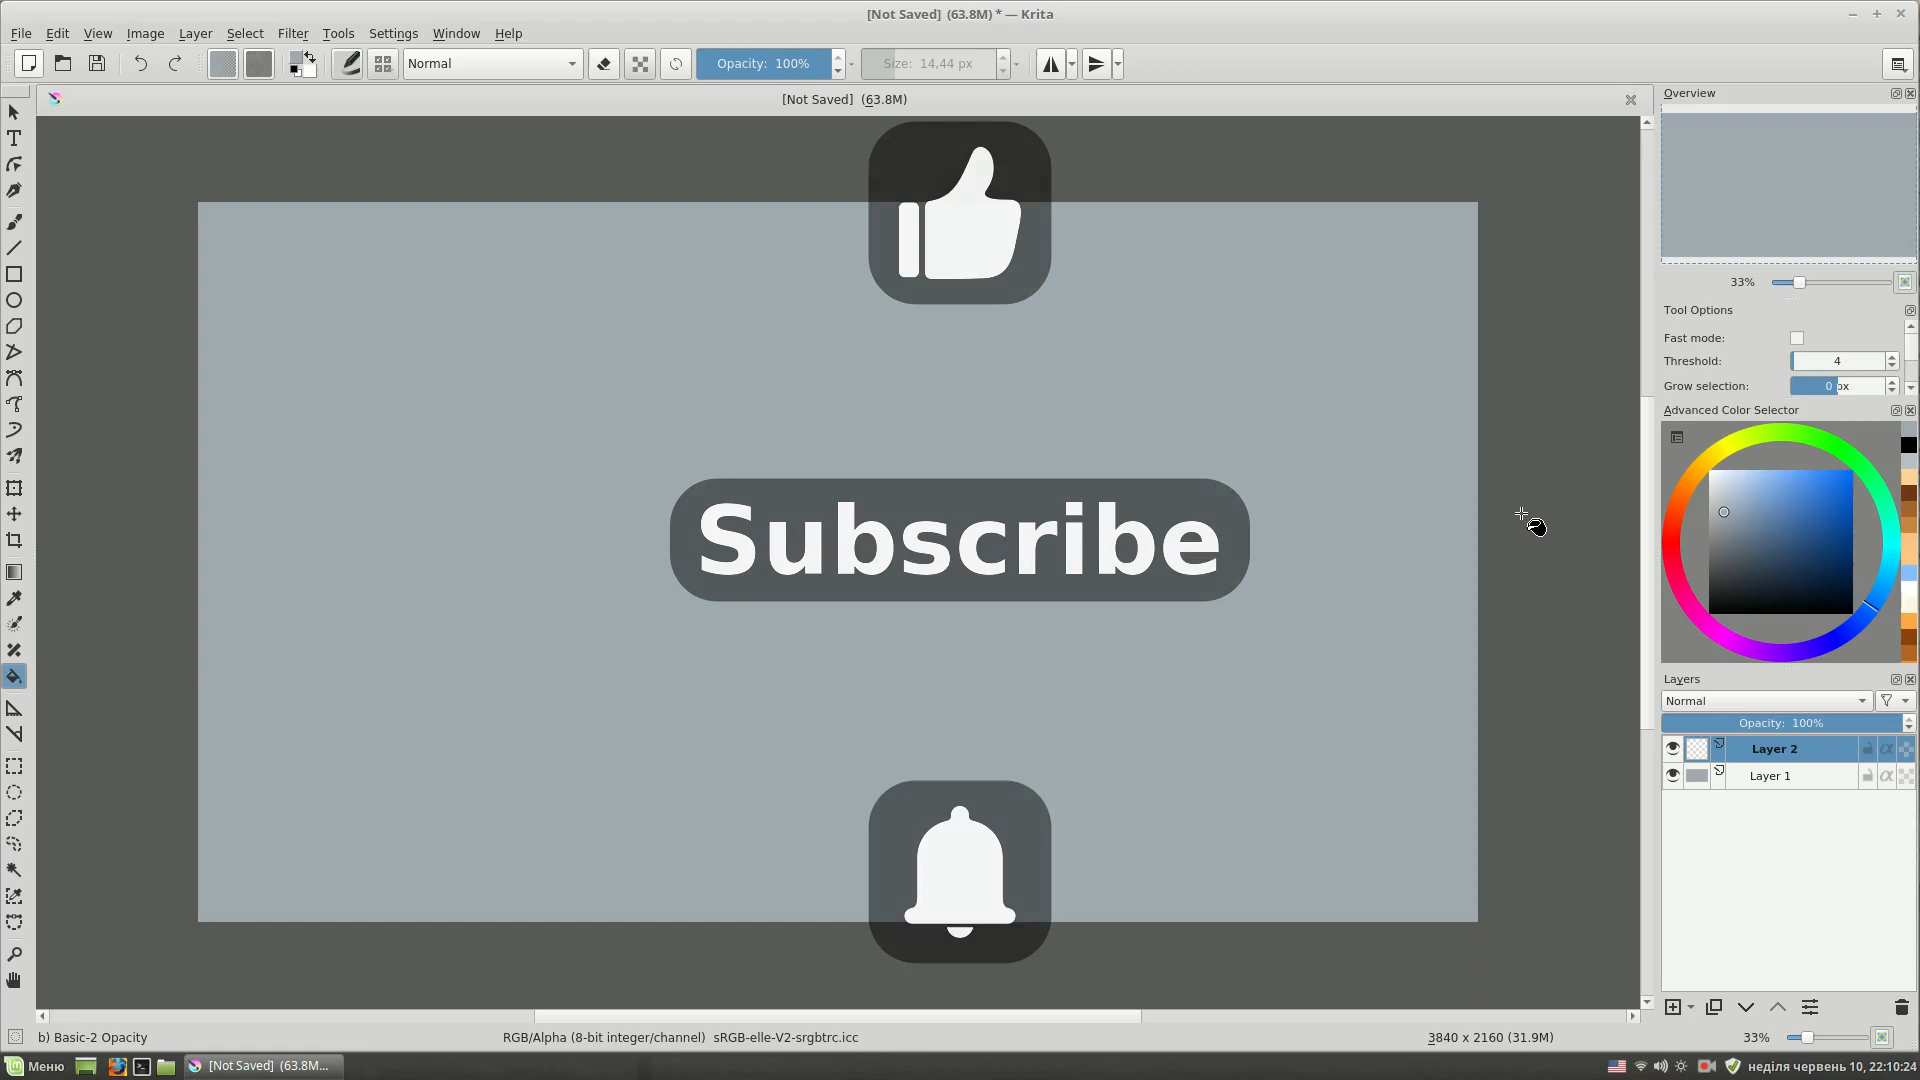 [Not Saved] (63.8M) * — Krita
File Edit View Image Layer Select Filter Tools Settings Window Help
Normal Opacity: 100% Size: 14,44 px
[Not Saved] (63.8M)
Overview
33%
Tool Options
Fast mode:
Threshold: 4
Grow selection: 0 px
Advanced Color Selector
Subscribe
Layers
Normal
Opacity: 100%
Layer 2
Layer 1
b) Basic-2 Opacity RGB/Alpha (8-bit integer/channel) sRGB-elle-V2-srgbtrc.icc 3840 x 2160 (31.9M) 33%
Меню [Not Saved] (63.8M... неділя червень 10, 22:10:24